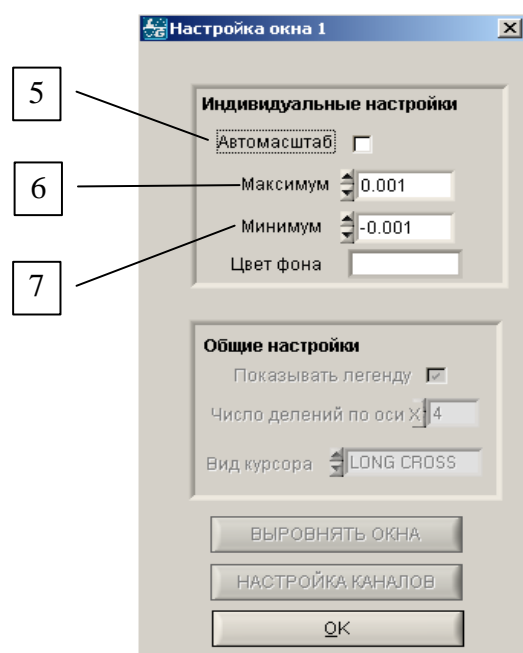 Настройка окна 1
5
Индивидуальные настройки
Автомасштаб
6
Максимум 0.001
Минимум -0.001
7
Цвет фона
Общие настройки
Показывать легенду
Число делений по оси X 4
Вид курсора LONG CROSS
ВЫРОВНЯТЬ ОКНА
НАСТРОЙКА КАНАЛОВ
OK